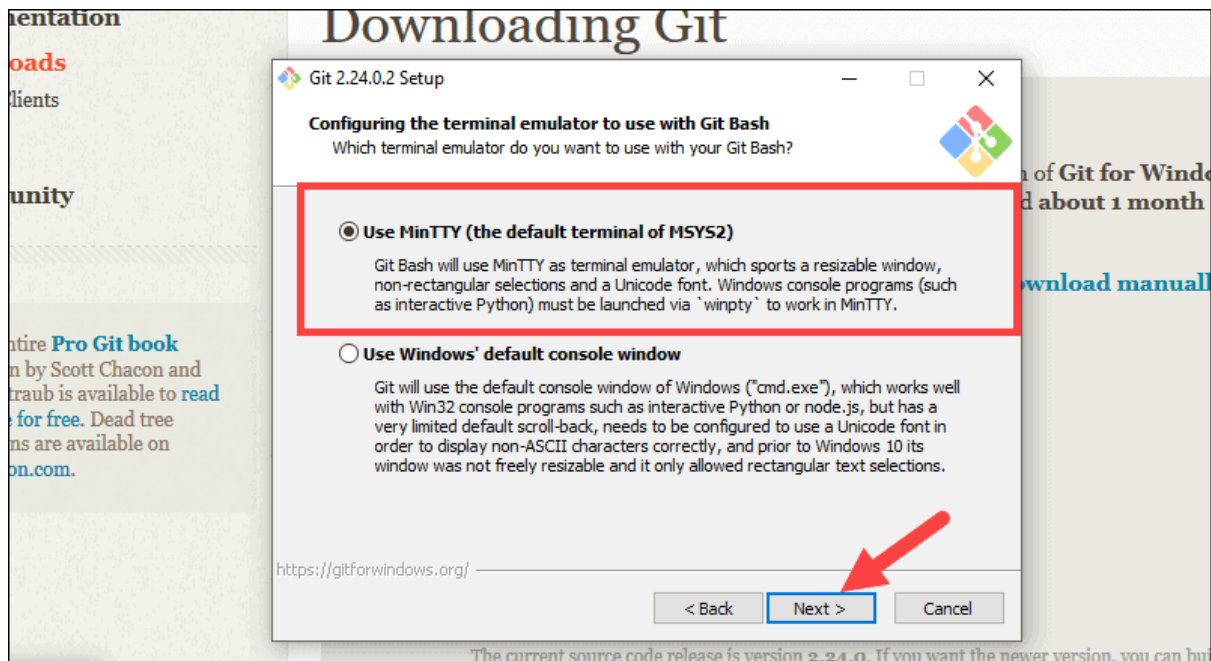 Downloading Git
nentation
oads
Clients
unity
ntire Pro Git book
n by Scott Chacon and
traub is available to read
e for free. Dead tree
ns are available on
on.com.
Git 2.24.0.2 Setup
Configuring the terminal emulator to use with Git Bash
Which terminal emulator do you want to use with your Git Bash?
Use MinTTY (the default terminal of MSYS2)
Git Bash will use MinTTY as terminal emulator, which sports a resizable window,
non-rectangular selections and a Unicode font. Windows console programs (such
as interactive Python) must be launched via `winpty` to work in MinTTY.
Use Windows' default console window
Git will use the default console window of Windows ("cmd.exe"), which works well
with Win32 console programs such as interactive Python or node.js, but has a
very limited default scroll-back, needs to be configured to use a Unicode font in
order to display non-ASCII characters correctly, and prior to Windows 10 its
window was not freely resizable and it only allowed rectangular text selections.
https://gitforwindows.org/
< Back
Next >
Cancel
n of Git for Windo
d about 1 month
ownload manuall
The current source code release is version 2.24.0. If you want the newer version, you can bui